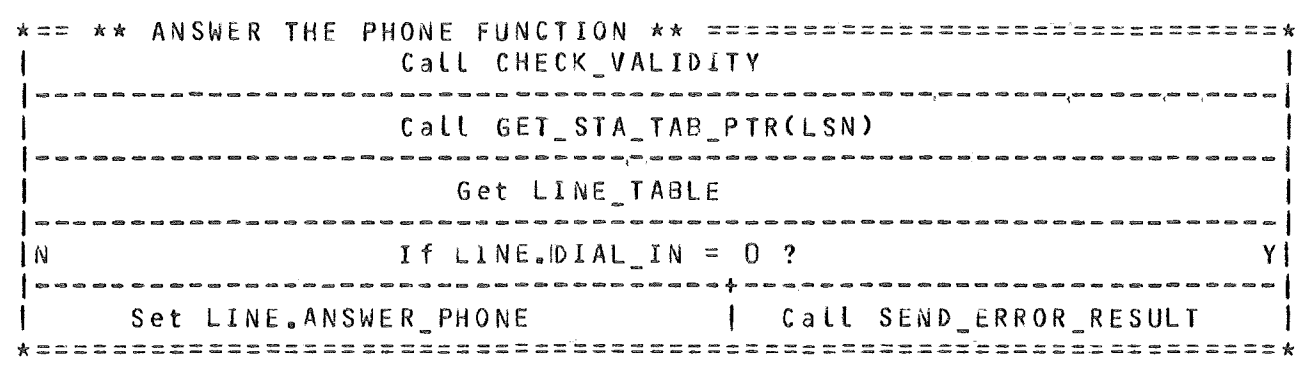 *== ** ANSWER THE PHONE FUNCTION ** ==============================*
| Call CHECK_VALIDITY |
|-----------------------------------------------------------------|
| Call GET_STA_TAB_PTR(LSN) |
|-----------------------------------------------------------------|
| Get LINE_TABLE |
|-----------------------------------------------------------------|
|N If LINE.DIAL_IN = 0 ? Y|
|------------------------------------+----------------------------|
| Set LINE.ANSWER_PHONE | Call SEND_ERROR_RESULT |
*=================================================================*